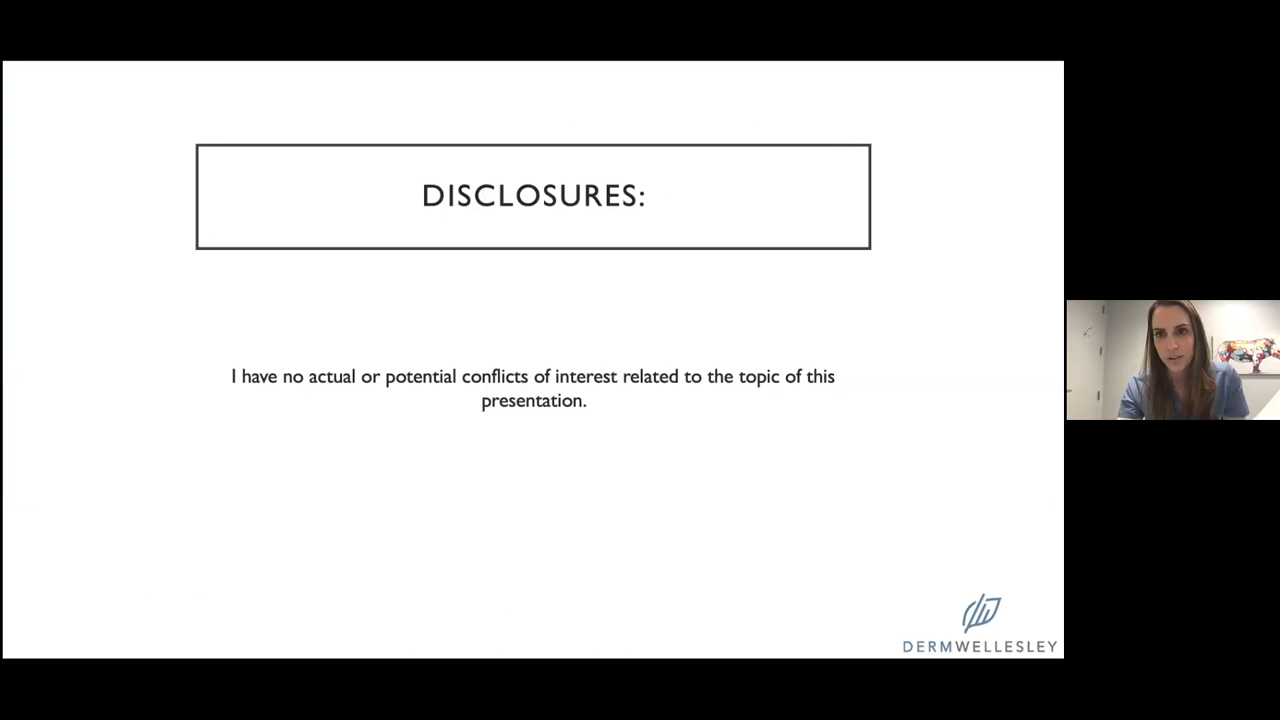 DISCLOSURES:
I have no actual or potential conflicts of interest related to the topic of this
presentation.
DERMWELLESLEY